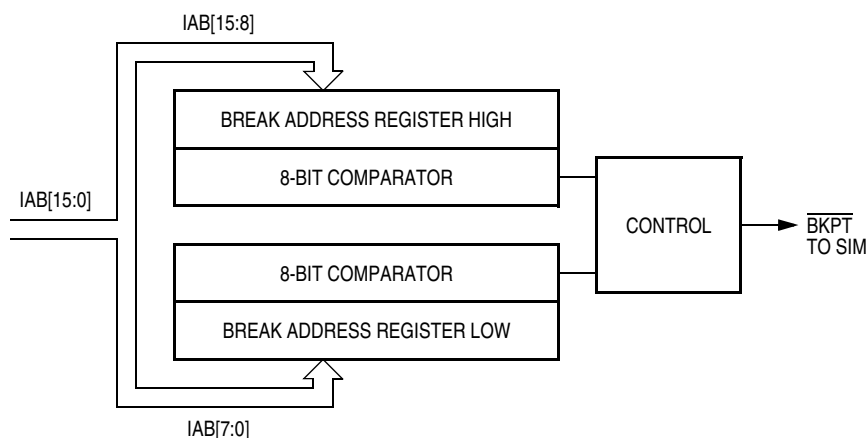 IAB[15:8]
BREAK ADDRESS REGISTER HIGH
8-BIT COMPARATOR
IAB[15:0]
CONTROL
BKPT
TO SIM
8-BIT COMPARATOR
BREAK ADDRESS REGISTER LOW
IAB[7:0]